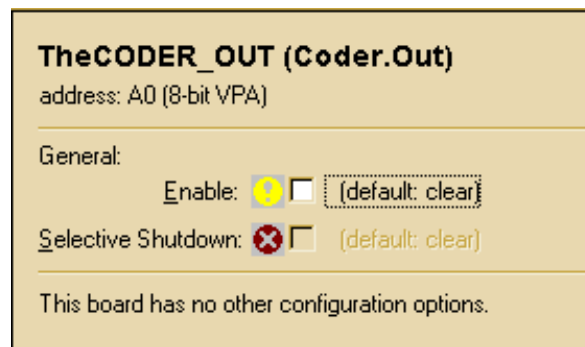 TheCODER_OUT (Coder.Out)
address: A0 (8-bit VPA)
General:
Enable: (default: clear)
Selective Shutdown: (default: clear)
This board has no other configuration options.